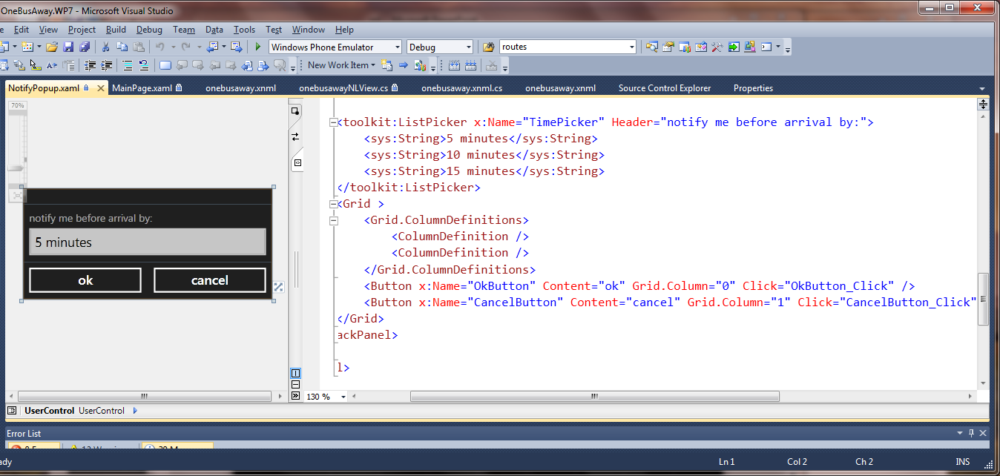 OneBusAway.WP7 - Microsoft Visual Studio
Edit View Project Build Debug Team Data Tools Test Window Help
Windows Phone Emulator Debug routes
New Work Item
NotifyPopup.xaml MainPage.xaml onebusaway.xnml onebusawayNLView.cs onebusaway.xnml.cs onebusaway.xnml Source Control Explorer Properties
70%
notify me before arrival by:
5 minutes
ok cancel
<toolkit:ListPicker x:Name="TimePicker" Header="notify me before arrival by:">
<sys:String>5 minutes</sys:String>
<sys:String>10 minutes</sys:String>
<sys:String>15 minutes</sys:String>
</toolkit:ListPicker>
<Grid >
<Grid.ColumnDefinitions>
<ColumnDefinition />
<ColumnDefinition />
</Grid.ColumnDefinitions>
<Button x:Name="OkButton" Content="ok" Grid.Column="0" Click="OkButton_Click" />
<Button x:Name="CancelButton" Content="cancel" Grid.Column="1" Click="CancelButton_Click"
</Grid>
ackPanel>
l>
130 %
UserControl UserControl
Error List
ady Ln 1 Col 2 Ch 2 INS